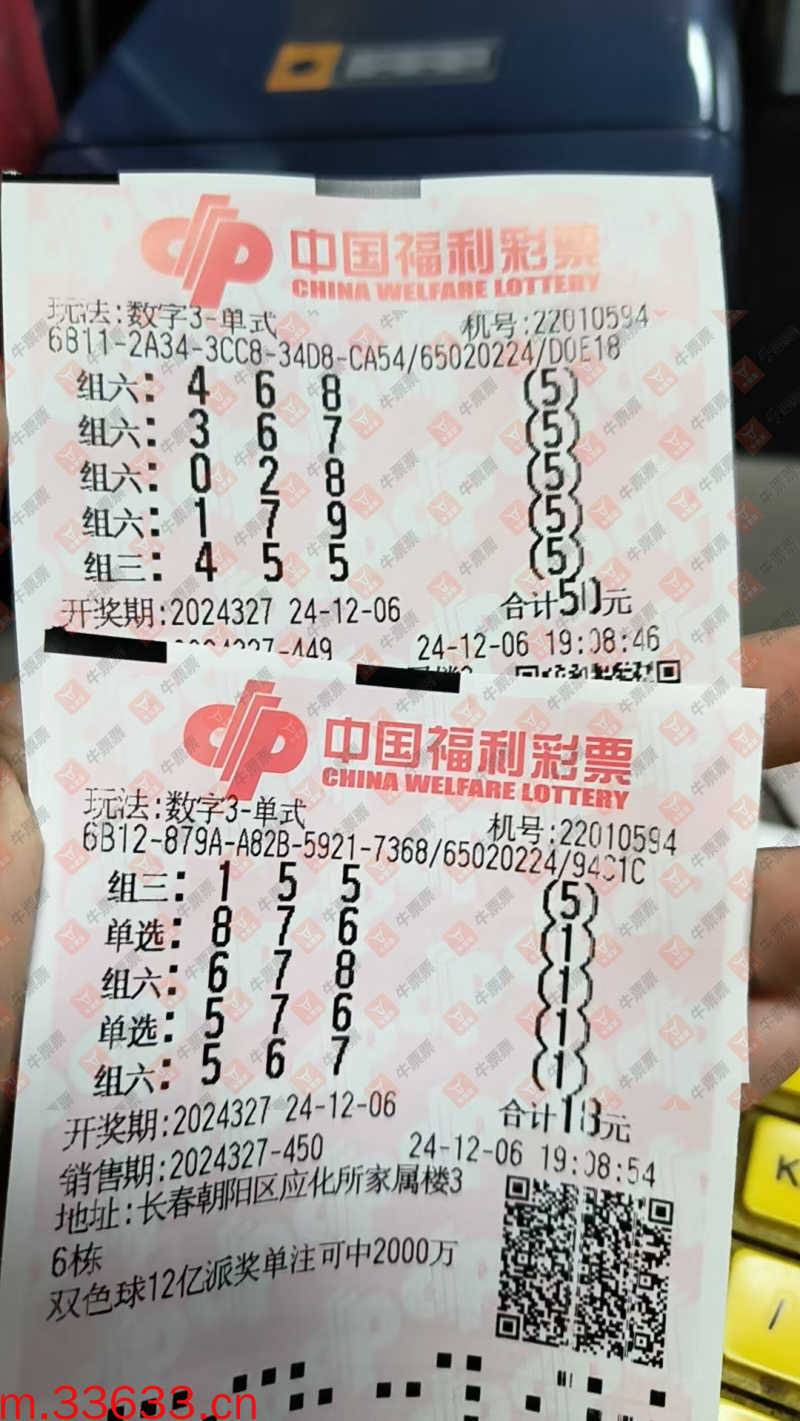 中国福利彩票
CHINA WELFARE LOTTERY
玩法:数字3-单式 机号:22010594
6B11-2A34-3CC8-34D8-CA54/65020224/D0E18
组六: 4 6 8 (5)
组六: 3 6 7 (5)
组六: 0 2 8 (5)
组六: 1 7 9 (5)
组三: 4 5 5 (5)
开奖期:2024327 24-12-06 合计50元
2024327-449 24-12-06 19:08:46
中国福利彩票
CHINA WELFARE LOTTERY
玩法:数字3-单式 机号:22010594
6B12-879A-A82B-5921-7368/65020224/94C1C
组三: 1 5 5 (5)
单选: 8 7 6 (1)
组六: 6 7 8 (1)
单选: 5 7 6 (1)
组六: 5 6 7 (1)
开奖期:2024327 24-12-06 合计18元
销售期:2024327-450 24-12-06 19:08:54
地址:长春朝阳区应化所家属楼3
6栋
双色球12亿派奖单注可中2000万
K
/
m.33633.cn
牛票票